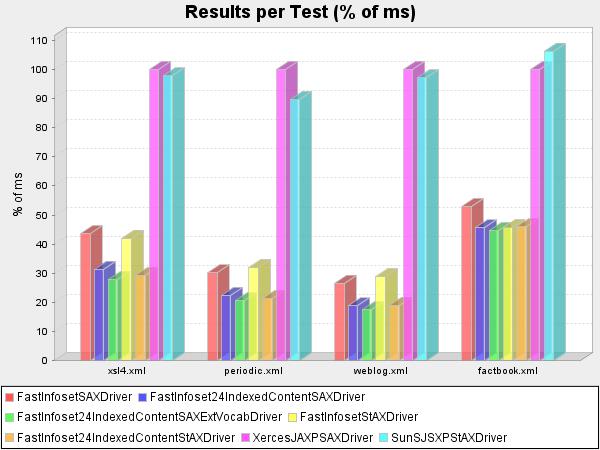 Results per Test (% of ms)
% of ms
110
100
90
80
70
60
50
40
30
20
10
0
xsl4.xml periodic.xml weblog.xml factbook.xml
FastInfosetSAXDriver FastInfoset24IndexedContentSAXDriver
FastInfoset24IndexedContentSAXExtVocabDriver FastInfosetStAXDriver
FastInfoset24IndexedContentStAXDriver XercesJAXPSAXDriver SunSJSXPStAXDriver